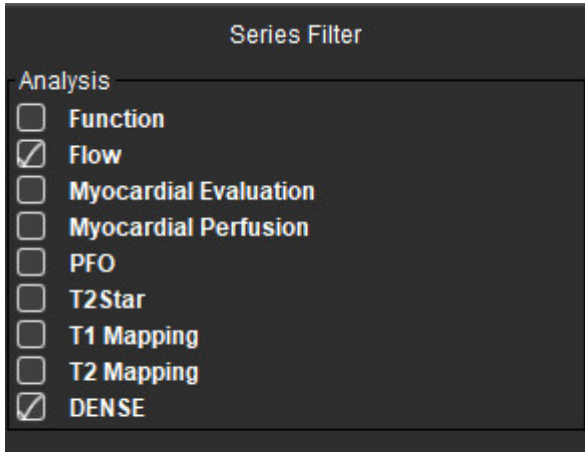 Series Filter
Analysis
Function
Flow
Myocardial Evaluation
Myocardial Perfusion
PFO
T2Star
T1 Mapping
T2 Mapping
DENSE